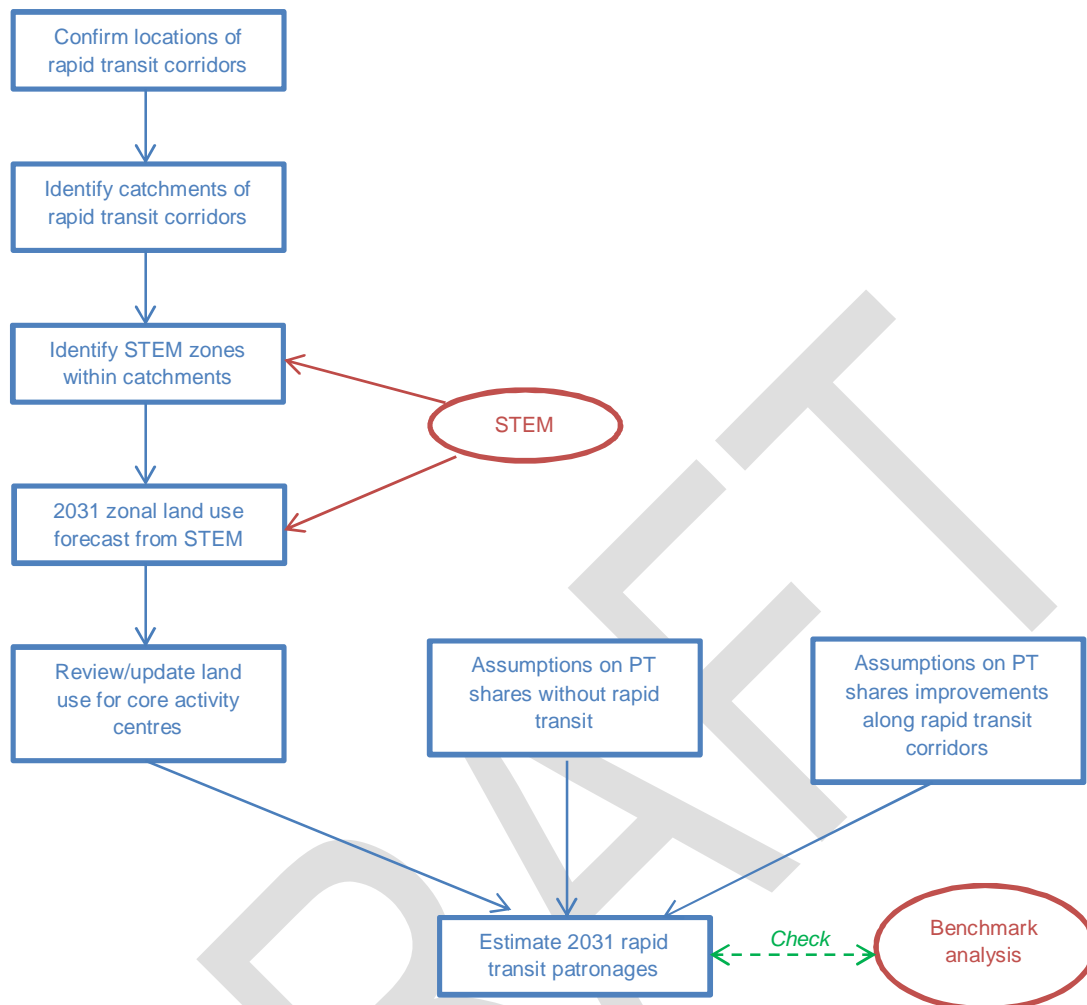 Confirm locations of
rapid transit corridors
Identify catchments of
rapid transit corridors
Identify STEM zones
within catchments
STEM
2031 zonal land use
forecast from STEM
Review/update land
use for core activity
centres
Assumptions on PT
shares without rapid
transit
Assumptions on PT
shares improvements
along rapid transit
corridors
Estimate 2031 rapid
transit patronages
Check
Benchmark
analysis
RAFT